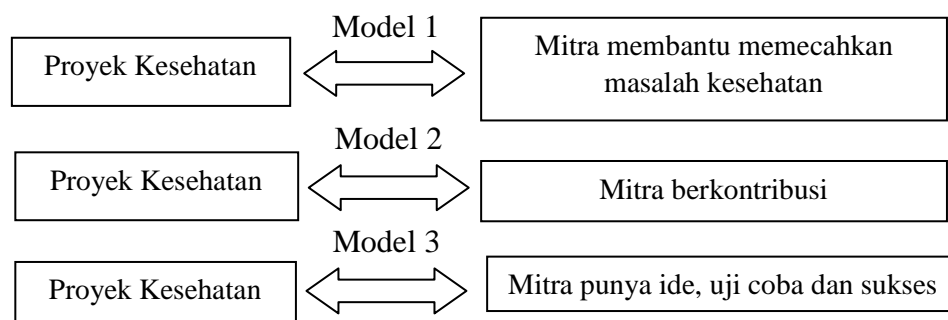 Model 1
Proyek Kesehatan
Mitra membantu memecahkan
masalah kesehatan
Model 2
Proyek Kesehatan
Mitra berkontribusi
Model 3
Proyek Kesehatan
Mitra punya ide, uji coba dan sukses